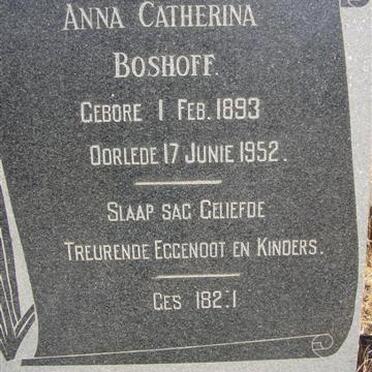 ANNA CATHERINA
BOSHOFF.
GEBORE 1 FEB. 1893
OORLEDE 17 JUNIE 1952.
SLAAP SAG GELIEFDE
TREURENDE EGGENOOT EN KINDERS.
GES 182:1